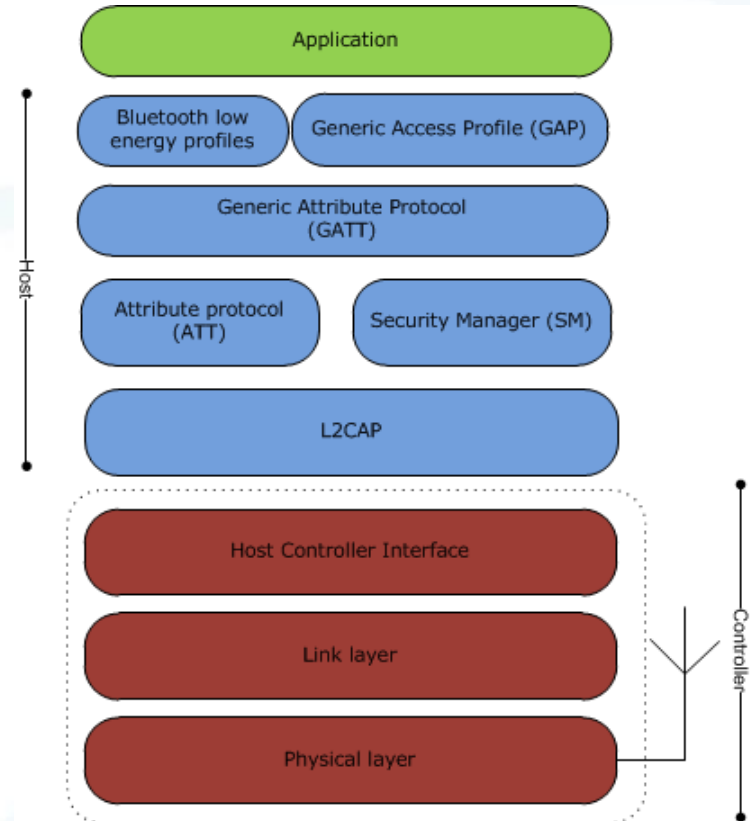 Application
Bluetooth low
energy profiles
Generic Access Profile (GAP)
Generic Attribute Protocol
(GATT)
Host
Attribute protocol
(ATT)
Security Manager (SM)
L2CAP
Host Controller Interface
Link layer
Controller
Physical layer